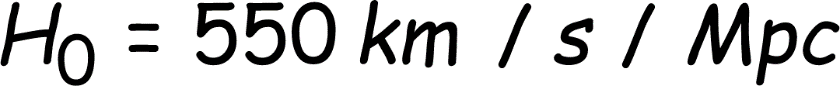 H₀ = 550 km / s / Mpc